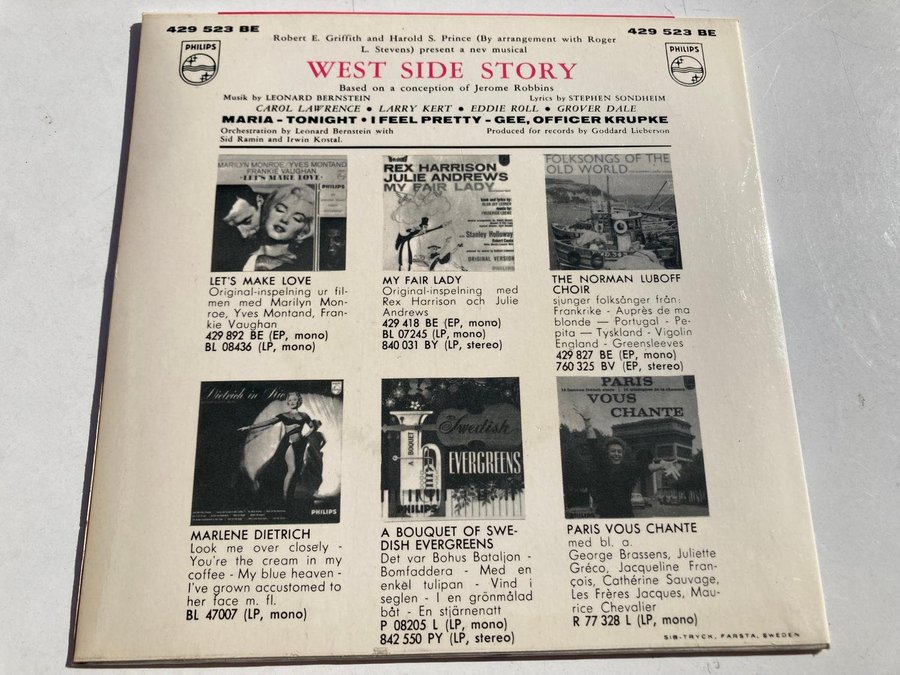 429 523 BE
429 523 BE
PHILIPS
PHILIPS
Robert E. Griffith and Harold S. Prince (By arrangement with Roger
L. Stevens) present a nev musical
WEST SIDE STORY
Based on a conception of Jerome Robbins
Musik by LEONARD BERNSTEIN
Lyrics by STEPHEN SONDHEIM
CAROL LAWRENCE • LARRY KERT • EDDIE ROLL • GROVER DALE
MARIA - TONIGHT • I FEEL PRETTY - GEE, OFFICER KRUPKE
Orchestration by Leonard Bernstein with
Sid Ramin and Irwin Kostal.
Produced for records by Goddard Lieberson
MARILYN MONROE/YVES MONTAND
FRANKIE VAUGHAN
"LET'S MAKE LOVE"
PHILIPS
LET'S MAKE LOVE
Original-inspelning ur fil-
men med Marilyn Mon-
roe, Yves Montand, Fran-
kie Vaughan
429 892 BE (EP, mono)
BL 08436 (LP, mono)
REX HARRISON
JULIE ANDREWS
MY FAIR LADY
Stanley Holloway
ORIGINAL VERSION
PHILIPS
MY FAIR LADY
Original-inspelning med
Rex Harrison och Julie
Andrews
429 418 BE (EP, mono)
BL 07245 (LP, mono)
840 031 BY (LP, stereo)
FOLKSONGS OF THE
OLD WORLD
THE NORMAN LUBOFF
CHOIR
sjunger folksånger från:
Frankrike - Auprès de ma
blonde — Portugal - Pe-
bita — Tyskland - Vigolin
England - Greensleeves
429 827 BE (EP, mono)
760 325 BV (EP, stereo)
Dietrich in Rio
PHILIPS
MARLENE DIETRICH
Look me over closely -
You're the cream in my
coffee - My blue heaven -
I've grown accustomed to
her face m. fl.
BL 47007 (LP, mono)
A BOUQUET OF
Swedish
EVERGREENS
PHILIPS
A BOUQUET OF SWE-
DISH EVERGREENS
Det var Bohus Bataljon -
Bomfaddera - Med en
enkel tulipan - Vind i
seglen - I en grönmålad
båt - En stjärnenatt
P 08205 L (LP, mono)
842 550 PY (LP, stereo)
PARIS
VOUS
CHANTE
PARIS VOUS CHANTE
med bl. a.
George Brassens, Juliette
Gréco, Jacqueline Fran-
çois, Cathérine Sauvage,
Les Frères Jacques, Mau-
rice Chevalier
R 77 328 L (LP, mono)
SIB-TRYCK, FARSTA, SWEDEN